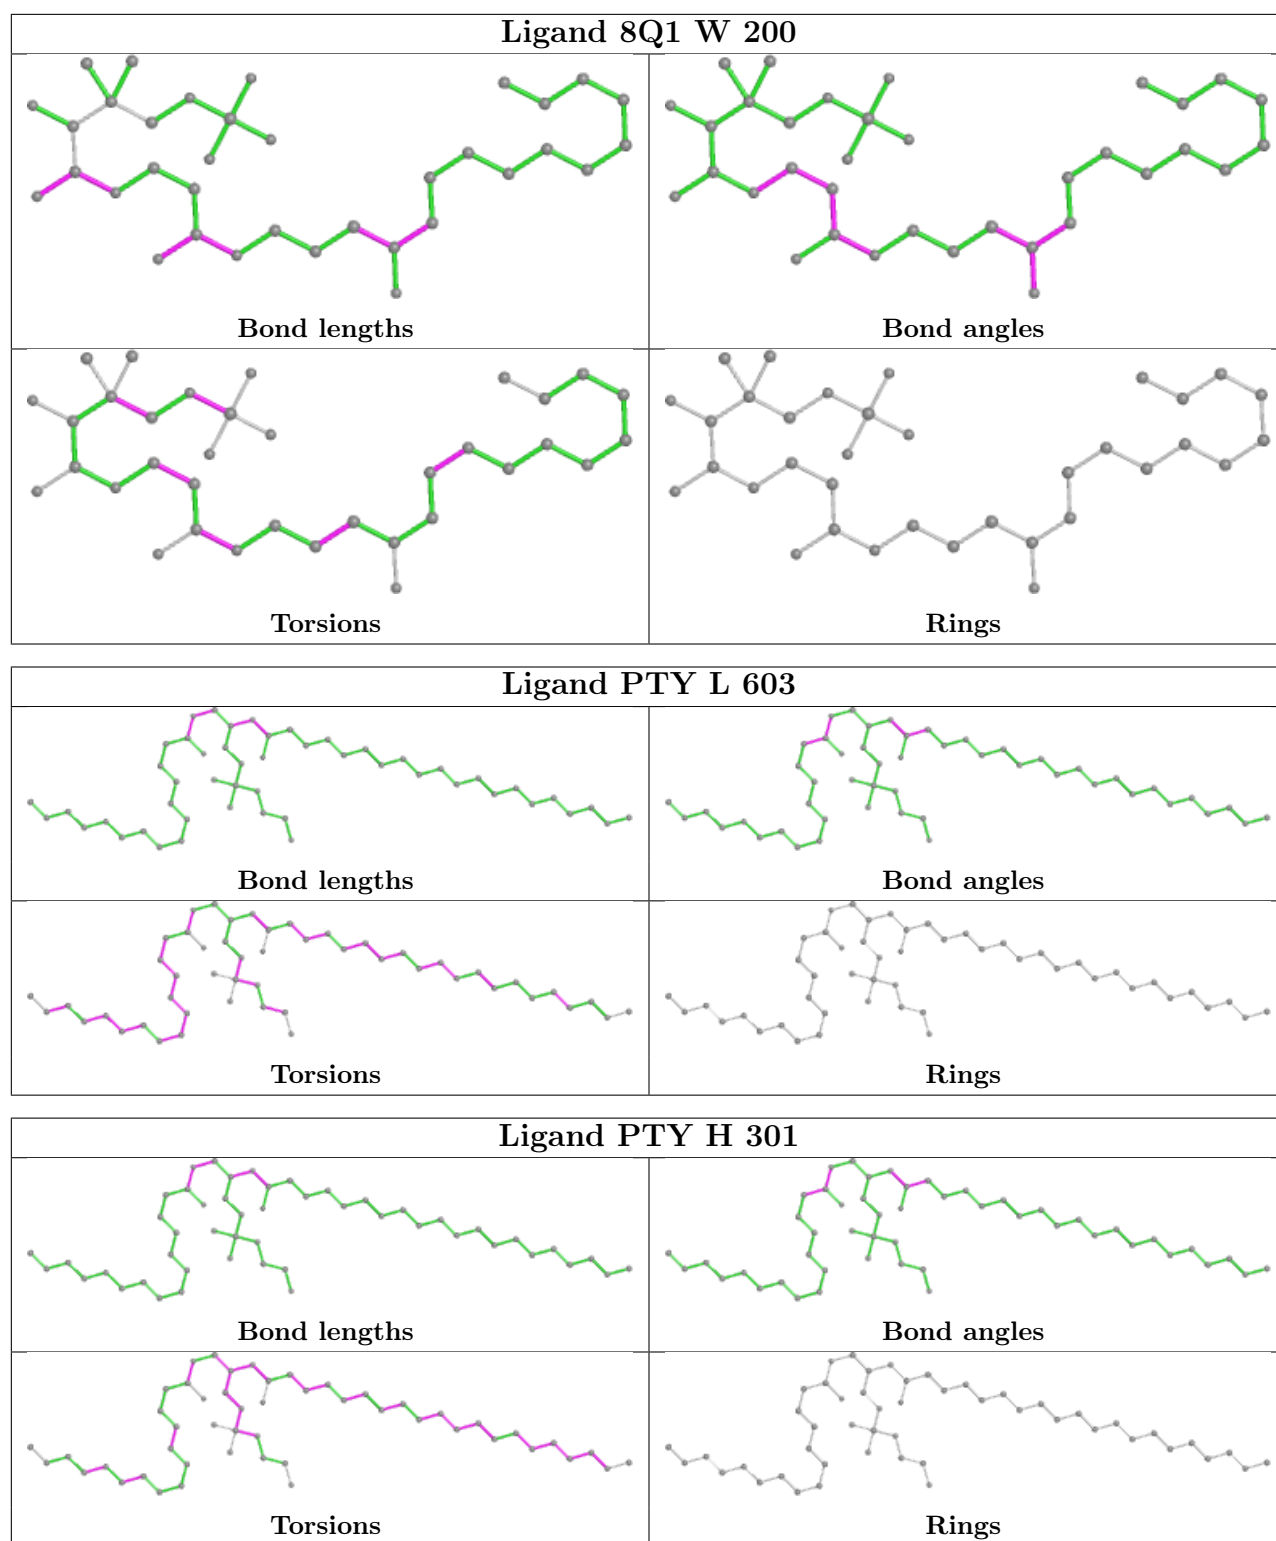 Ligand 8Q1 W 200
Bond lengths
Bond angles
Torsions
Rings
Ligand PTY L 603
Bond lengths
Bond angles
Torsions
Rings
Ligand PTY H 301
Bond lengths
Bond angles
Torsions
Rings